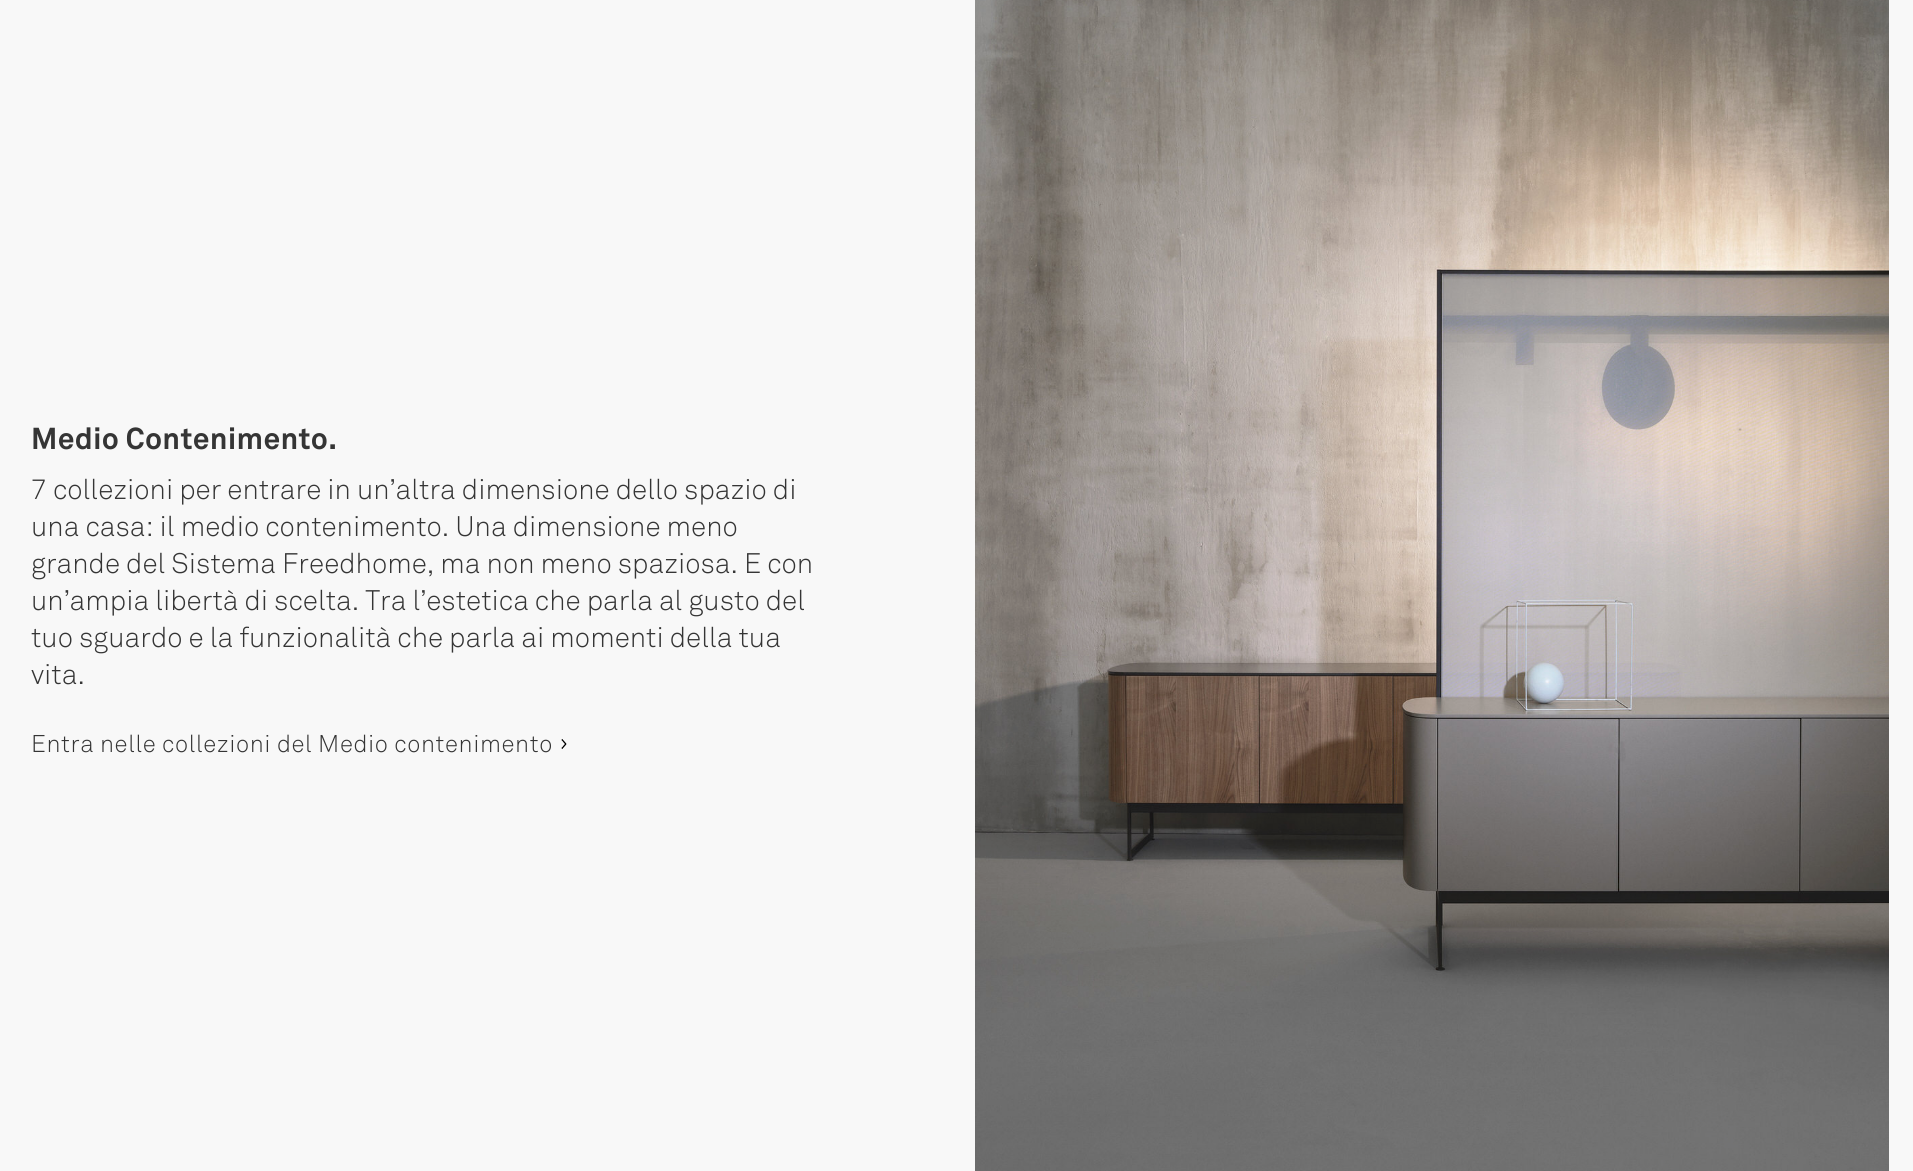 Medio Contenimento.
7 collezioni per entrare in un’altra dimensione dello spazio di
una casa: il medio contenimento. Una dimensione meno
grande del Sistema Freedhome, ma non meno spaziosa. E con
un’ampia libertà di scelta. Tra l’estetica che parla al gusto del
tuo sguardo e la funzionalità che parla ai momenti della tua
vita.
Entra nelle collezioni del Medio contenimento ›